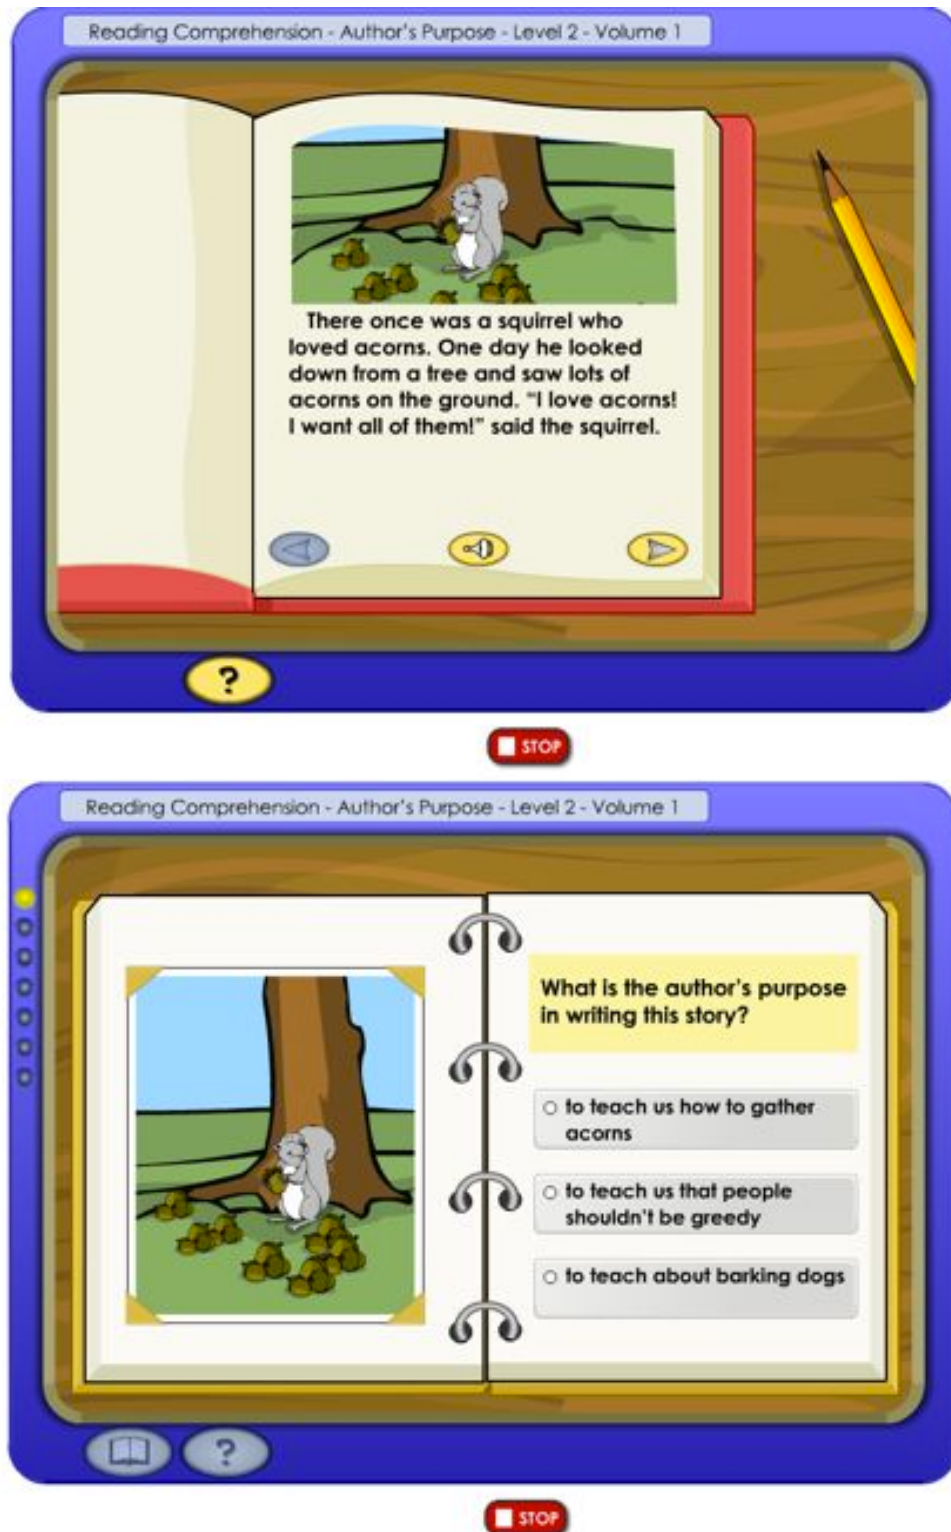 Reading Comprehension - Author's Purpose - Level 2 - Volume 1
There once was a squirrel who
loved acorns. One day he looked
down from a tree and saw lots of
acorns on the ground. "I love acorns!
I want all of them!" said the squirrel.
?
STOP
Reading Comprehension - Author's Purpose - Level 2 - Volume 1
What is the author's purpose
in writing this story?
to teach us how to gather
acorns
to teach us that people
shouldn't be greedy
to teach about barking dogs
?
STOP